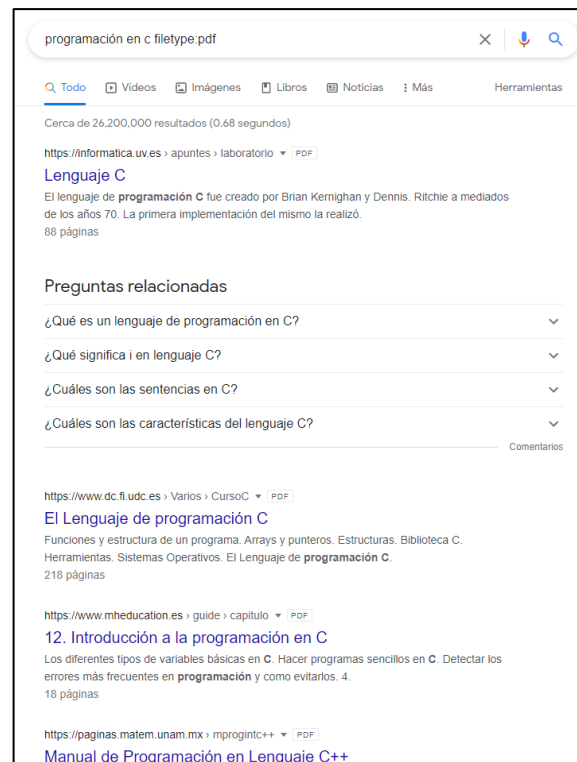 programación en c filetype:pdf
Todo Vídeos Imágenes Libros Noticias Más Herramientas
Cerca de 26,200,000 resultados (0.68 segundos)
https://informatica.uv.es › apuntes › laboratorio PDF
Lenguaje C
El lenguaje de programación C fue creado por Brian Kernighan y Dennis. Ritchie a mediados
de los años 70. La primera implementación del mismo la realizó.
88 páginas
Preguntas relacionadas
¿Qué es un lenguaje de programación en C?
¿Qué significa i en lenguaje C?
¿Cuáles son las sentencias en C?
¿Cuáles son las características del lenguaje C?
Comentarios
https://www.dc.fi.udc.es › Varios › CursoC PDF
El Lenguaje de programación C
Funciones y estructura de un programa. Arrays y punteros. Estructuras. Biblioteca C.
Herramientas. Sistemas Operativos. El Lenguaje de programación C.
218 páginas
https://www.mheducation.es › guide › capitulo PDF
12. Introducción a la programación en C
Los diferentes tipos de variables básicas en C. Hacer programas sencillos en C. Detectar los
errores más frecuentes en programación y como evitarlos. 4.
18 páginas
https://paginas.matem.unam.mx › mprogintc++ PDF
Manual de Programación en Lenguaje C++